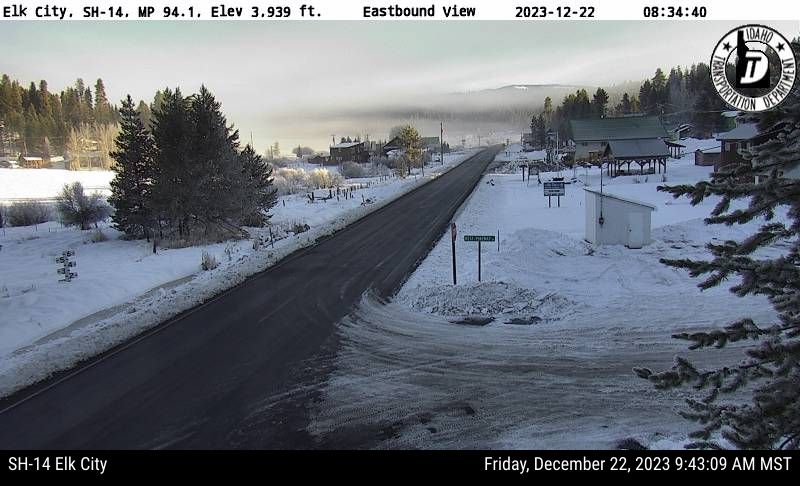 Elk City, SH-14, MP 94.1, Elev 3,939 ft. Eastbound View 2023-12-22 08:34:40
IDAHO
TRANSPORTATION DEPARTMENT
SH-14 Elk City Friday, December 22, 2023 9:43:09 AM MST